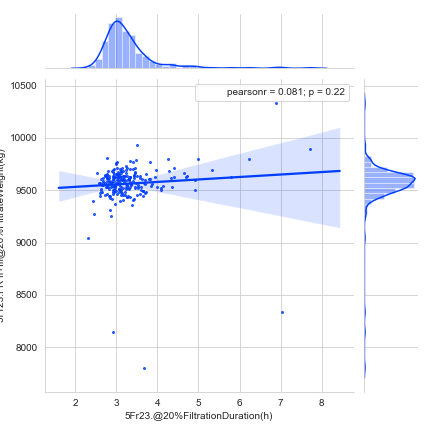 pearsonr = 0.081; p = 0.22
10500
10000
9500
9000
8500
8000
2 3 4 5 6 7 8
5Fr23.@20%FiltrationDuration(h)